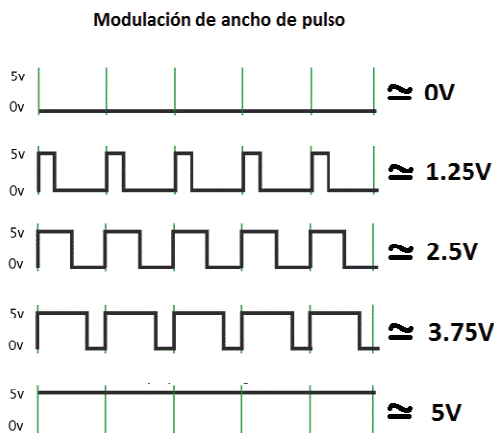 Modulación de ancho de pulso
5v
0v
≅ 0V
5v
0v
≅ 1.25V
5v
0v
≅ 2.5V
5v
0v
≅ 3.75V
5v
0v
≅ 5V